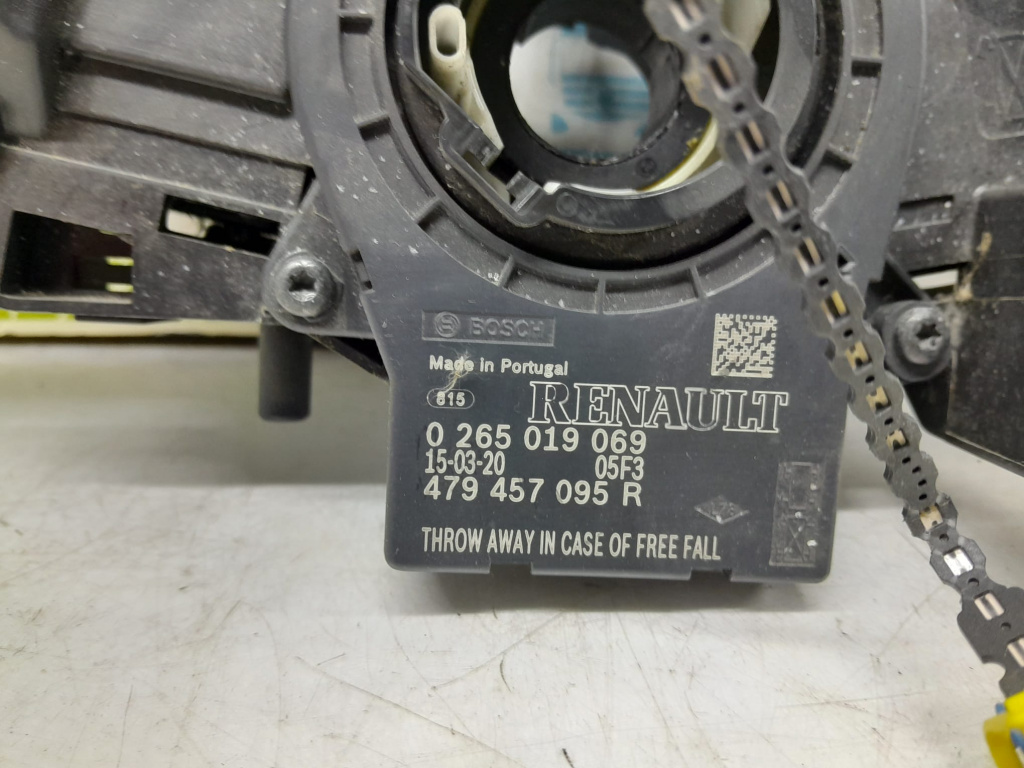 BOSCH
Made in Portugal
815
RENAULT
0 265 019 069
15-03-20 05F3
479 457 095 R
THROW AWAY IN CASE OF FREE FALL